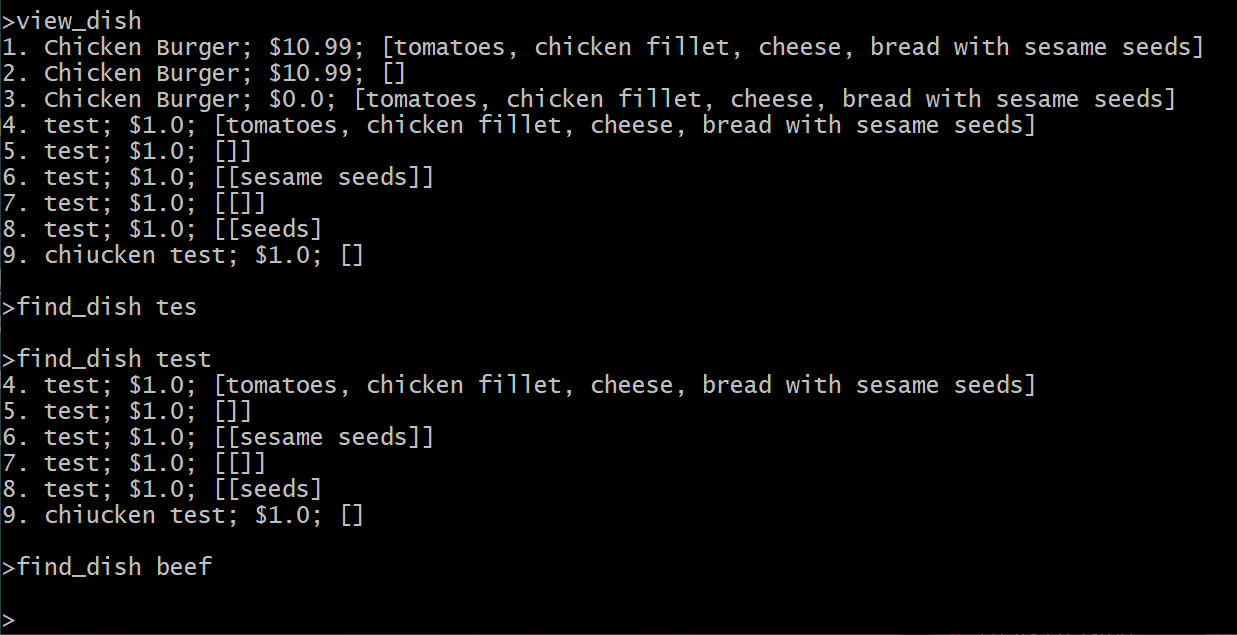 >view_dish
1. Chicken Burger; $10.99; [tomatoes, chicken fillet, cheese, bread with sesame seeds]
2. Chicken Burger; $10.99; []
3. Chicken Burger; $0.0; [tomatoes, chicken fillet, cheese, bread with sesame seeds]
4. test; $1.0; [tomatoes, chicken fillet, cheese, bread with sesame seeds]
5. test; $1.0; []]
6. test; $1.0; [[sesame seeds]]
7. test; $1.0; [[]]
8. test; $1.0; [[seeds]
9. chiucken test; $1.0; []
>find_dish tes
>find_dish test
4. test; $1.0; [tomatoes, chicken fillet, cheese, bread with sesame seeds]
5. test; $1.0; []]
6. test; $1.0; [[sesame seeds]]
7. test; $1.0; [[]]
8. test; $1.0; [[seeds]
9. chiucken test; $1.0; []
>find_dish beef
>